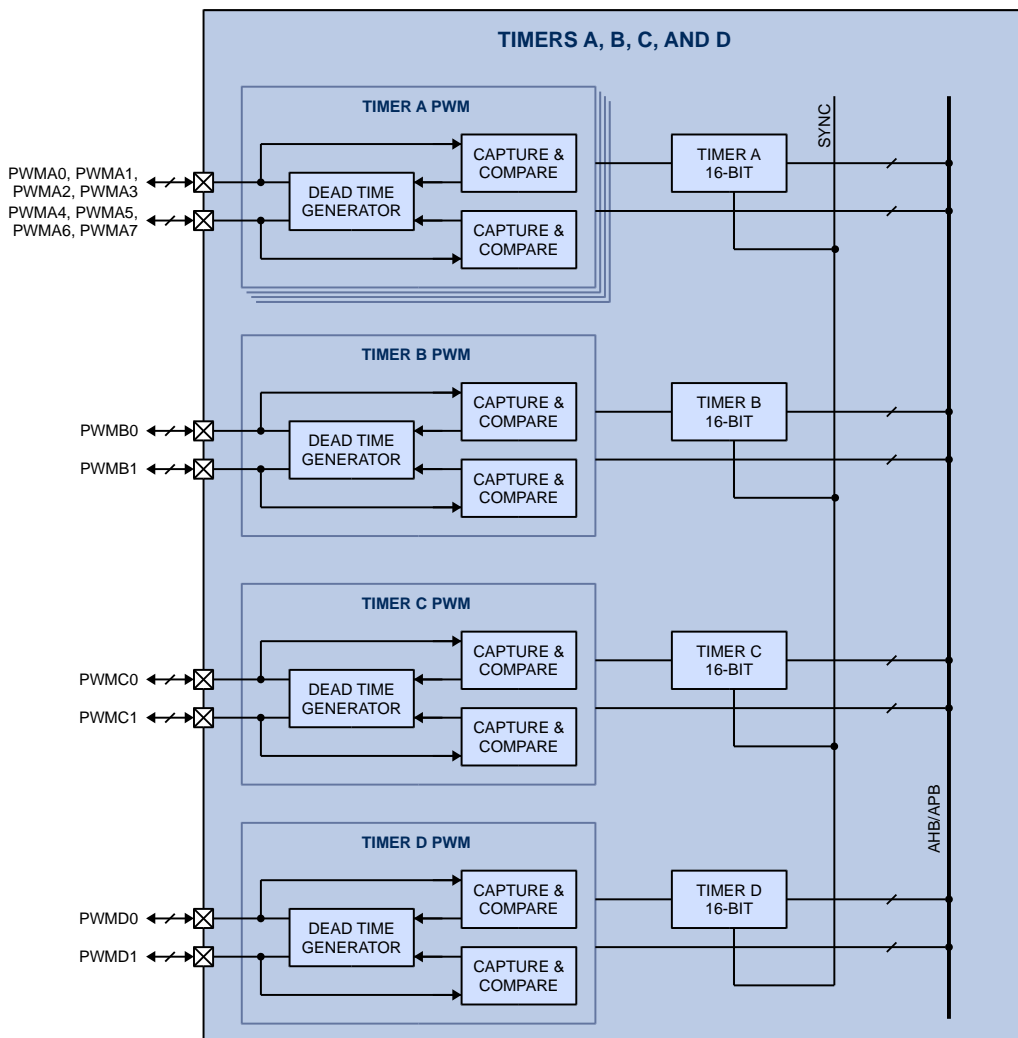 TIMERS A, B, C, AND D
TIMER A PWM
SYNC
PWMA0, PWMA1,
PWMA2, PWMA3
PWMA4, PWMA5,
PWMA6, PWMA7
DEAD TIME
GENERATOR
CAPTURE &
COMPARE
CAPTURE &
COMPARE
TIMER A
16-BIT
TIMER B PWM
PWMB0
PWMB1
DEAD TIME
GENERATOR
CAPTURE &
COMPARE
CAPTURE &
COMPARE
TIMER B
16-BIT
TIMER C PWM
PWMC0
PWMC1
DEAD TIME
GENERATOR
CAPTURE &
COMPARE
CAPTURE &
COMPARE
TIMER C
16-BIT
AHB/APB
TIMER D PWM
PWMD0
PWMD1
DEAD TIME
GENERATOR
CAPTURE &
COMPARE
CAPTURE &
COMPARE
TIMER D
16-BIT